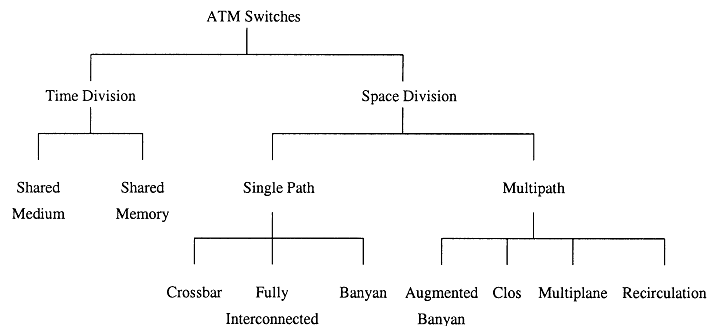 ATM Switches
Time Division
Space Division
Shared
Medium
Shared
Memory
Single Path
Multipath
Crossbar
Fully
Interconnected
Banyan
Augmented
Banyan
Clos
Multiplane
Recirculation